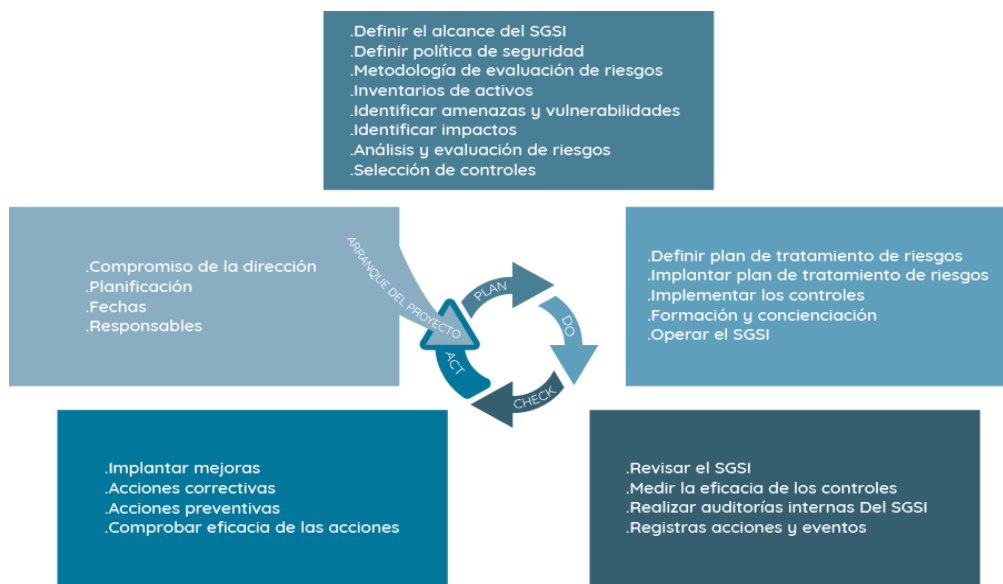 .Definir el alcance del SGSI
.Definir política de seguridad
.Metodología de evaluación de riesgos
.Inventarios de activos
.Identificar amenazas y vulnerabilidades
.Identificar impactos
.Análisis y evaluación de riesgos
.Selección de controles
.Compromiso de la dirección
.Planificación
.Fechas
.Responsables
ARRANQUE DEL PROYECTO
PLAN
DO
CHECK
ACT
.Definir plan de tratamiento de riesgos
.Implantar plan de tratamiento de riesgos
.Implementar los controles
.Formación y concienciación
.Operar el SGSI
.Implantar mejoras
.Acciones correctivas
.Acciones preventivas
.Comprobar eficacia de las acciones
.Revisar el SGSI
.Medir la eficacia de los controles
.Realizar auditorías internas Del SGSI
.Registras acciones y eventos